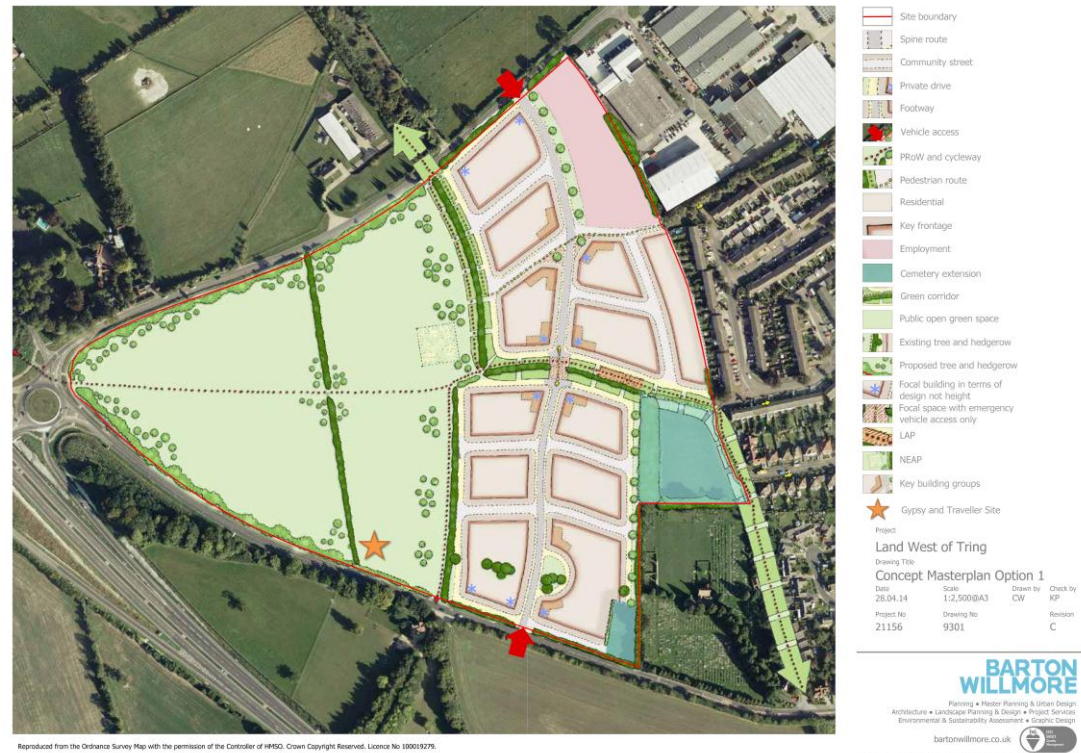 Site boundary
Spine route
Community street
Private drive
Footway
Vehicle access
PRoW and cycleway
Pedestrian route
Residential
Key frontage
Employment
Cemetery extension
Green corridor
Public open green space
Existing tree and hedgerow
Proposed tree and hedgerow
Focal building in terms of
design not height
Focal space with emergency
vehicle access only
LAP
NEAP
Key building groups
Gypsy and Traveller Site
Project
Land West of Tring
Drawing Title
Concept Masterplan Option 1
Date Scale Drawn by Check by
28.04.14 1:2,500@A3 CW KP
Project No Drawing No Revision
21156 9301 C
BARTON
WILLMORE
Planning • Master Planning & Urban Design
Architecture • Landscape Planning & Design • Project Services
Environmental & Sustainability Assessment • Graphic Design
bartonwillmore.co.uk
Reproduced from the Ordnance Survey Map with the permission of the Controller of HMSO. Crown Copyright Reserved. Licence No 100019279.